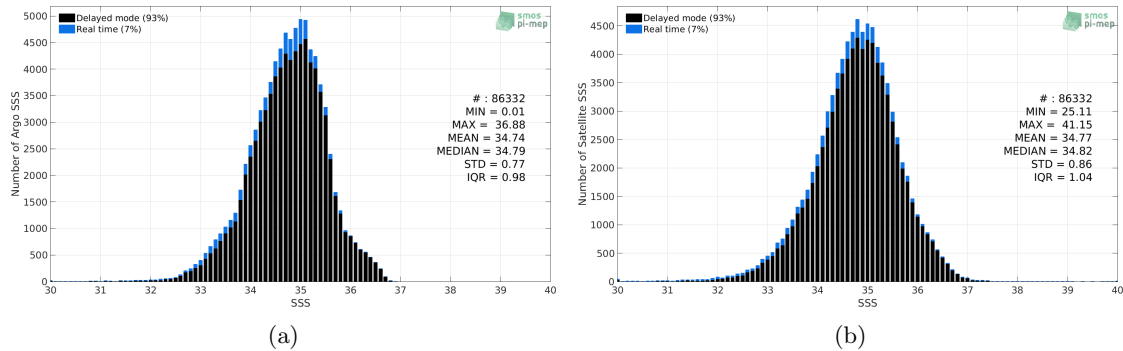 Delayed mode (93%)
Real time (7%)
smos
pi-mep
5000
4500
4000
3500
3000
2500
2000
1500
1000
500
0
Number of Argo SSS
# : 86332
MIN = 0.01
MAX = 36.88
MEAN = 34.74
MEDIAN = 34.79
STD = 0.77
IQR = 0.98
30 31 32 33 34 35 36 37 38 39 40
SSS
(a)
Delayed mode (93%)
Real time (7%)
smos
pi-mep
4500
4000
3500
3000
2500
2000
1500
1000
500
0
Number of Satellite SSS
# : 86332
MIN = 25.11
MAX = 41.15
MEAN = 34.77
MEDIAN = 34.82
STD = 0.86
IQR = 1.04
30 31 32 33 34 35 36 37 38 39 40
SSS
(b)